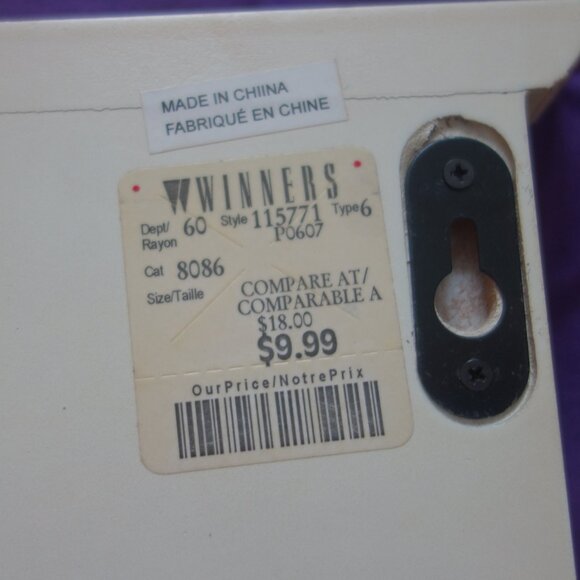 MADE IN CHIINA
FABRIQUÉ EN CHINE
WINNERS
Dept/ Rayon 60 Style 115771 Type 6
P0607
Cat 8086
Size/Taille
COMPARE AT/
COMPARABLE A
$18.00
$9.99
OurPrice/NotrePrix